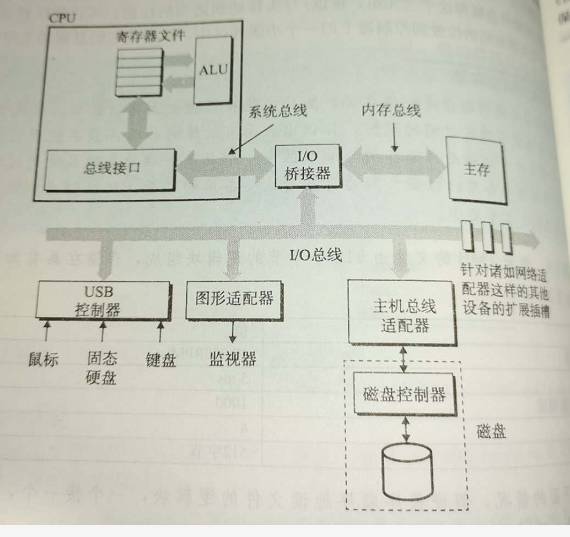 CPU
寄存器文件
ALU
系统总线
内存总线
总线接口
I/O
桥接器
主存
I/O总线
针对诸如网络适
配器这样的其他
设备的扩展插槽
USB
控制器
图形适配器
主机总线
适配器
鼠标
固态
硬盘
键盘
监视器
磁盘控制器
磁盘